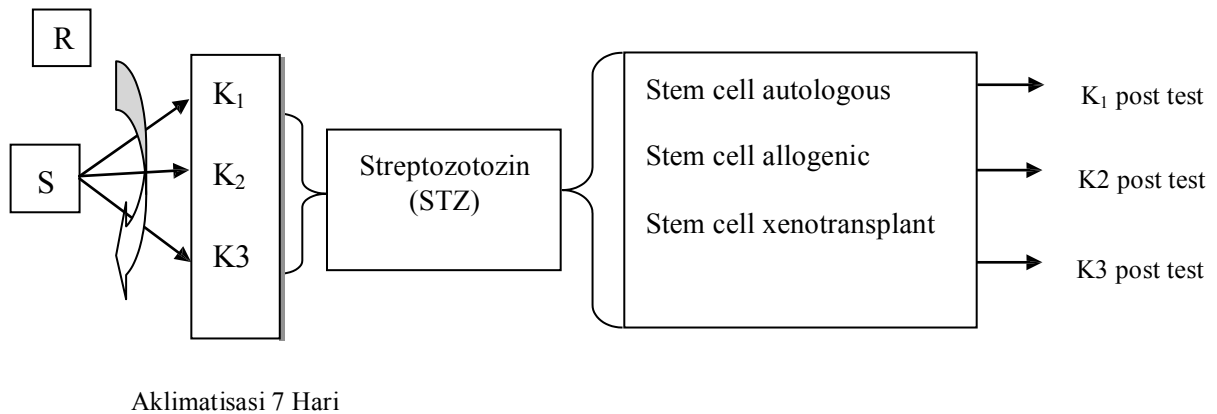 R
S
K₁
K₂
K3
Streptozotozin
(STZ)
Stem cell autologous
Stem cell allogenic
Stem cell xenotransplant
K₁ post test
K2 post test
K3 post test
Aklimatisasi 7 Hari